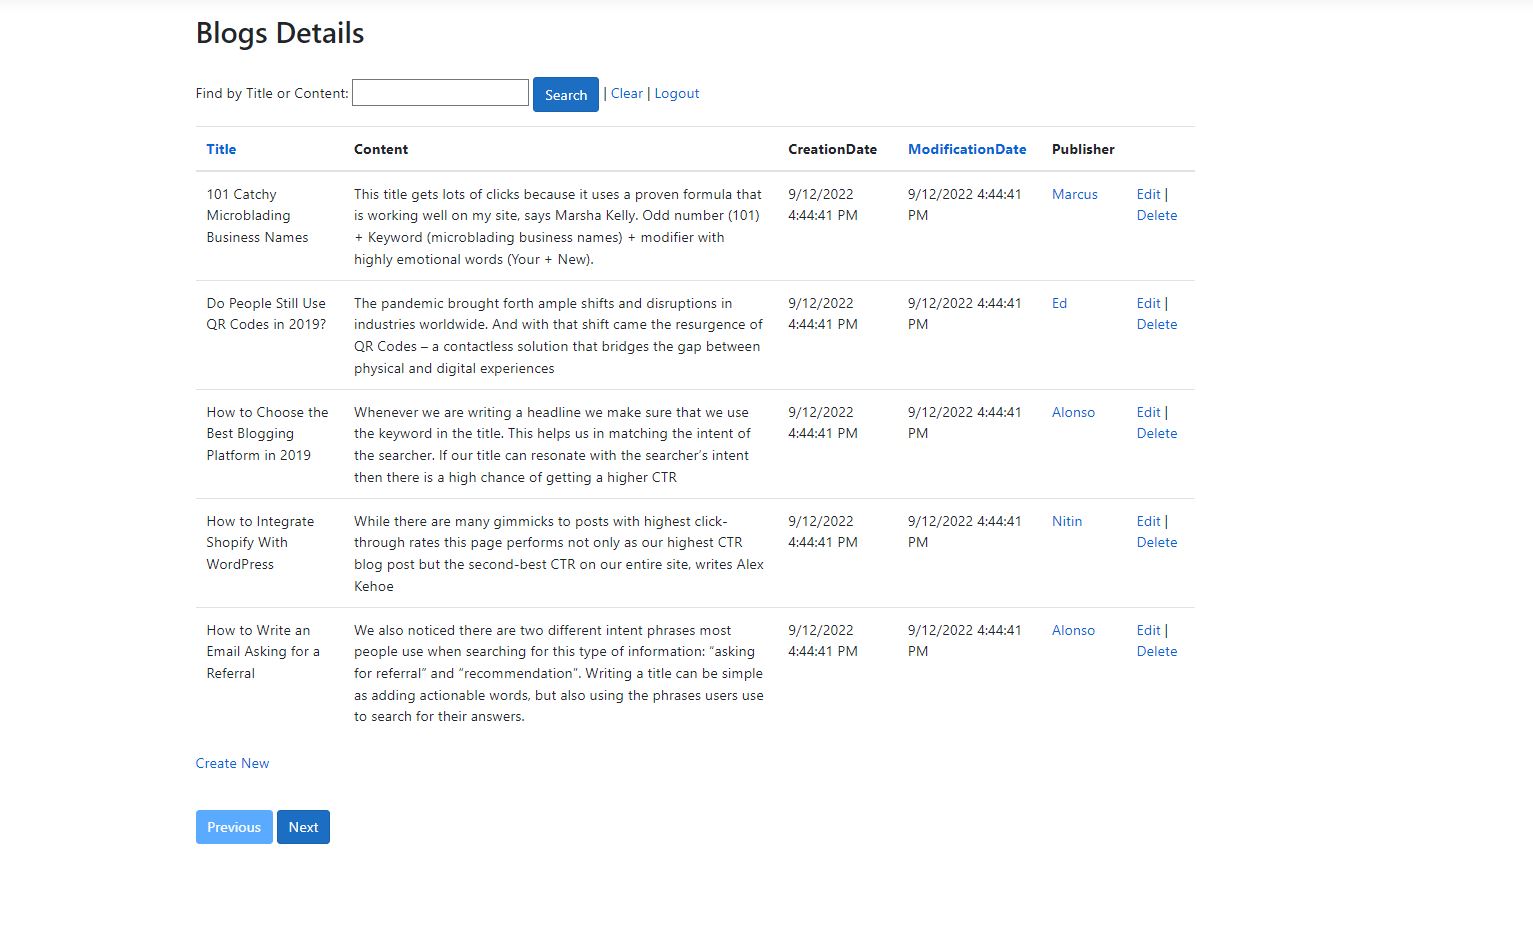 Blogs Details
Find by Title or Content: Search | Clear | Logout
Title Content CreationDate ModificationDate Publisher
101 Catchy This title gets lots of clicks because it uses a proven formula that 9/12/2022 9/12/2022 4:44:41 Marcus Edit |
Microblading is working well on my site, says Marsha Kelly. Odd number (101) 4:44:41 PM PM Delete
Business Names + Keyword (microblading business names) + modifier with
highly emotional words (Your + New).
Do People Still Use The pandemic brought forth ample shifts and disruptions in 9/12/2022 9/12/2022 4:44:41 Ed Edit |
QR Codes in 2019? industries worldwide. And with that shift came the resurgence of 4:44:41 PM PM Delete
QR Codes – a contactless solution that bridges the gap between
physical and digital experiences
How to Choose the Whenever we are writing a headline we make sure that we use 9/12/2022 9/12/2022 4:44:41 Alonso Edit |
Best Blogging the keyword in the title. This helps us in matching the intent of 4:44:41 PM PM Delete
Platform in 2019 the searcher. If our title can resonate with the searcher’s intent
then there is a high chance of getting a higher CTR
How to Integrate While there are many gimmicks to posts with highest click- 9/12/2022 9/12/2022 4:44:41 Nitin Edit |
Shopify With through rates this page performs not only as our highest CTR 4:44:41 PM PM Delete
WordPress blog post but the second-best CTR on our entire site, writes Alex
Kehoe
How to Write an We also noticed there are two different intent phrases most 9/12/2022 9/12/2022 4:44:41 Alonso Edit |
Email Asking for a people use when searching for this type of information: “asking 4:44:41 PM PM Delete
Referral for referral” and “recommendation”. Writing a title can be simple
as adding actionable words, but also using the phrases users use
to search for their answers.
Create New
Previous Next